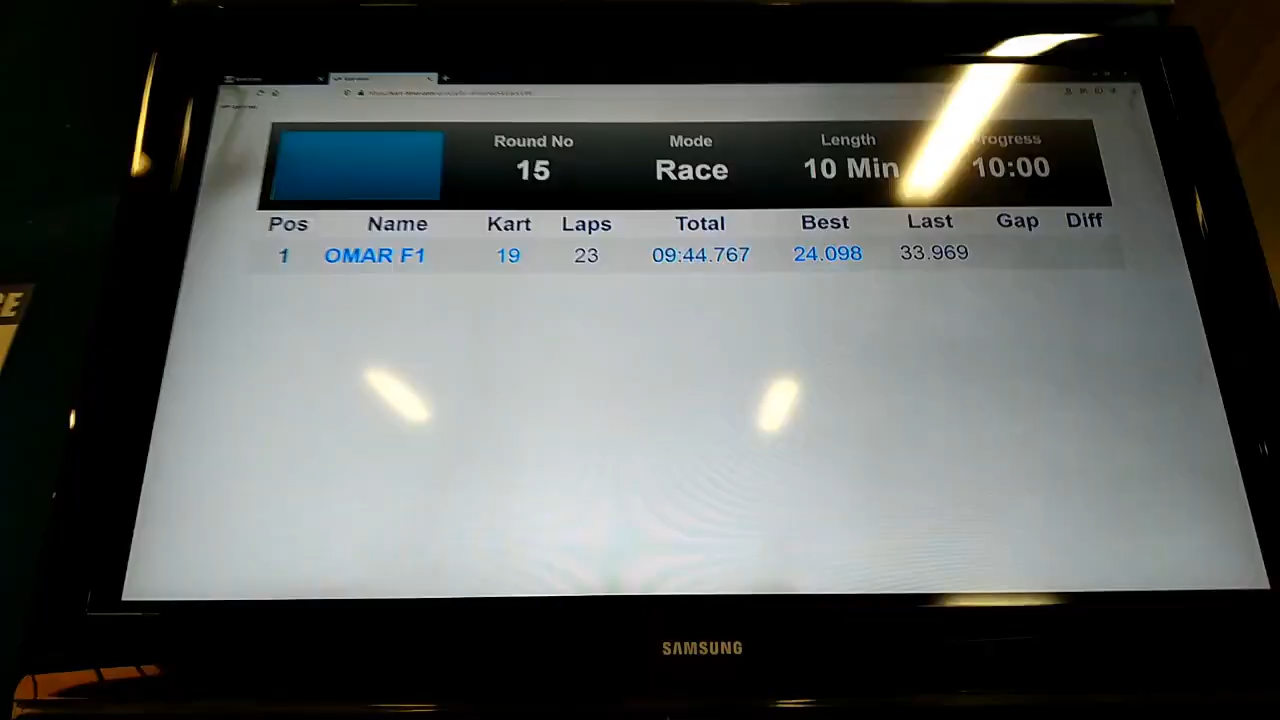 Round No Mode Length rogress
15 Race 10 Min 10:00
Pos Name Kart Laps Total Best Last Gap Diff
1 OMAR F1 19 23 09:44.767 24.098 33.969
CE
SAMSUNG